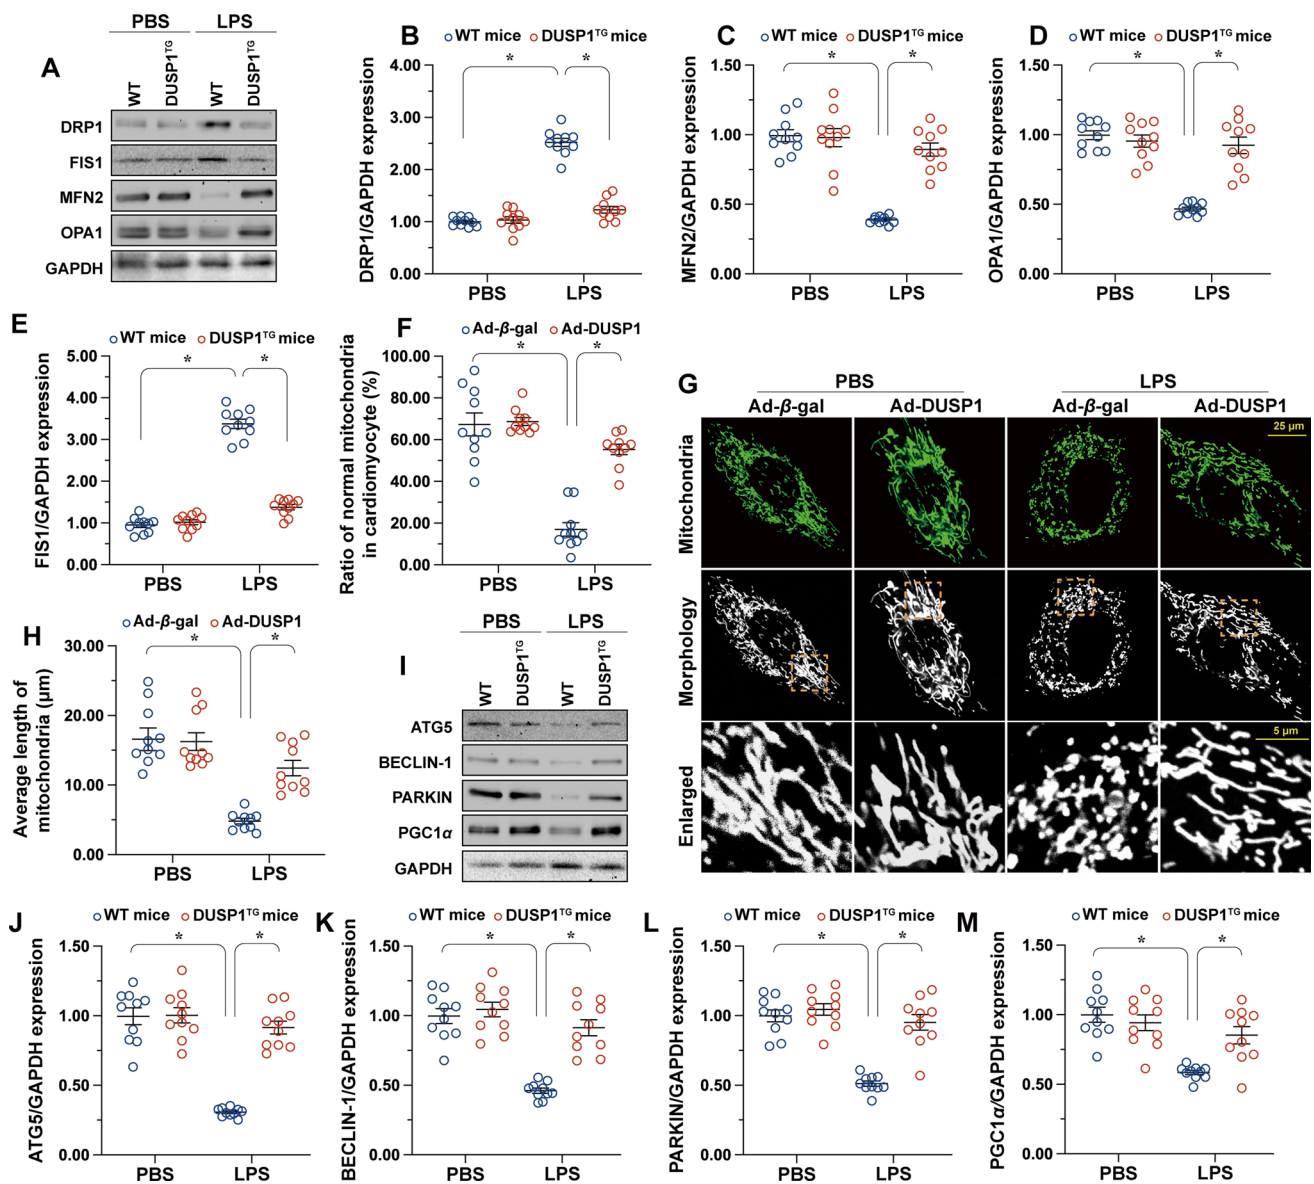 A
PBS LPS
WT DUSP1TG WT DUSP1TG
DRP1
FIS1
MFN2
OPA1
GAPDH
B
WT mice DUSP1TG mice
DRP1/GAPDH expression
4.00
3.00
2.00
1.00
0.00
* *
PBS LPS
C
WT mice DUSP1TG mice
MFN2/GAPDH expression
1.50
1.00
0.50
0.00
* *
PBS LPS
D
WT mice DUSP1TG mice
OPA1/GAPDH expression
1.50
1.00
0.50
0.00
* *
PBS LPS
E
WT mice DUSP1TG mice
FIS1/GAPDH expression
5.00
4.00
3.00
2.00
1.00
0.00
* *
PBS LPS
F
Ad-β-gal Ad-DUSP1
Ratio of normal mitochondria
in cardiomyocyte (%)
100.00
80.00
60.00
40.00
20.00
0.00
* *
PBS LPS
G
PBS LPS
Ad-β-gal Ad-DUSP1 Ad-β-gal Ad-DUSP1
Mitochondria
25 µm
Morphology
Enlarged
5 µm
H
Ad-β-gal Ad-DUSP1
Average length of
mitochondria (µm)
30.00
20.00
10.00
0.00
* *
PBS LPS
I
PBS LPS
WT DUSP1TG WT DUSP1TG
ATG5
BECLIN-1
PARKIN
PGC1α
GAPDH
J
WT mice DUSP1TG mice
ATG5/GAPDH expression
1.50
1.00
0.50
0.00
* *
PBS LPS
K
WT mice DUSP1TG mice
BECLIN-1/GAPDH expression
1.50
1.00
0.50
0.00
* *
PBS LPS
L
WT mice DUSP1TG mice
PARKIN/GAPDH expression
1.50
1.00
0.50
0.00
* *
PBS LPS
M
WT mice DUSP1TG mice
PGC1α/GAPDH expression
1.50
1.00
0.50
0.00
* *
PBS LPS